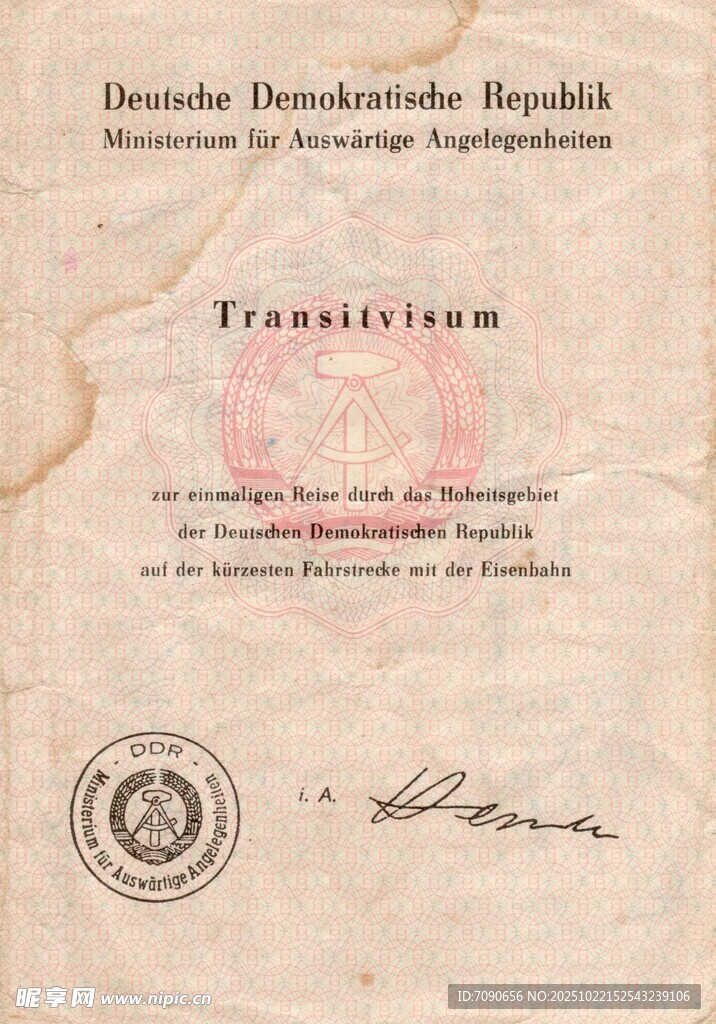 Deutsche Demokratische Republik
Ministerium für Auswärtige Angelegenheiten
Transitvisum
zur einmaligen Reise durch das Hoheitsgebiet
der Deutschen Demokratischen Republik
auf der kürzesten Fahrstrecke mit der Eisenbahn
- DDR -
Ministerium für Auswärtige Angelegenheiten
i. A.
昵享网 www.nipic.cn
ID:7090656 NO:20251022152543239106